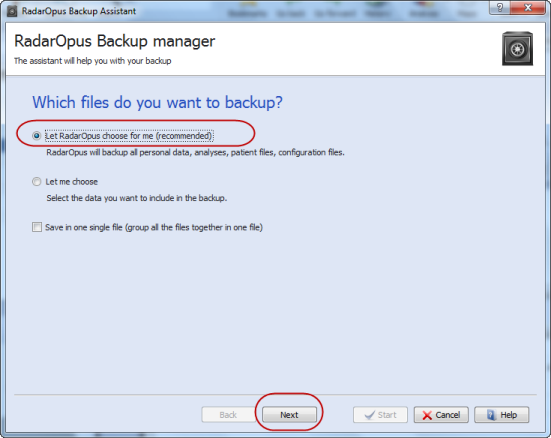 RadarOpus Backup Assistant
RadarOpus Backup manager
The assistant will help you with your backup
Which files do you want to backup?
Let RadarOpus choose for me (recommended)
RadarOpus will backup all personal data, analyses, patient files, configuration files.
Let me choose
Select the data you want to include in the backup.
Save in one single file (group all the files together in one file)
Back Next Start Cancel Help